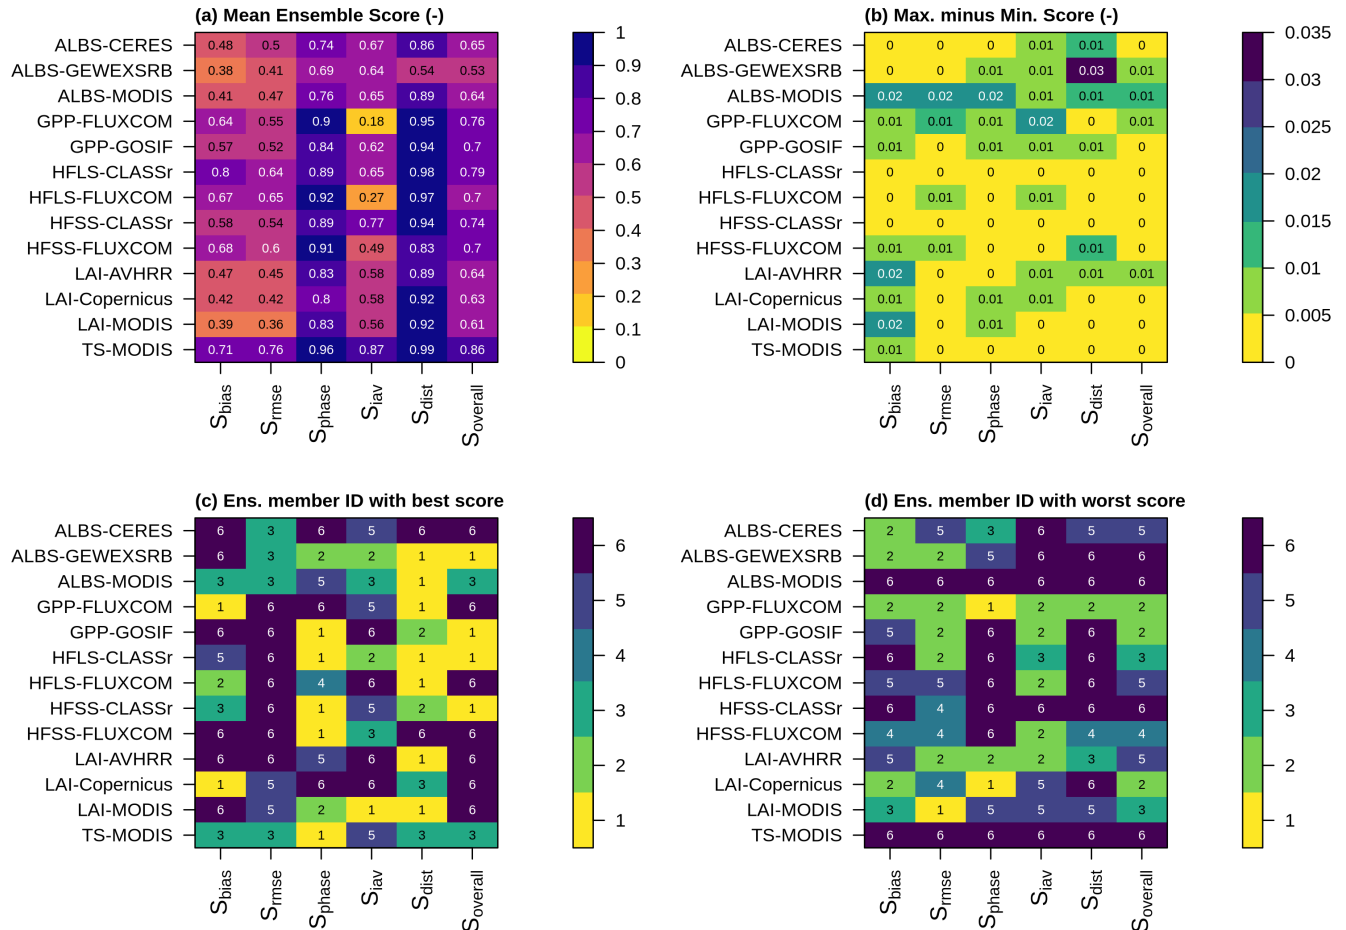 (a) Mean Ensemble Score (-)
ALBS-CERES 0.48 0.5 0.74 0.67 0.86 0.65
ALBS-GEWEXSRB 0.38 0.41 0.69 0.64 0.54 0.53
ALBS-MODIS 0.41 0.47 0.76 0.65 0.89 0.64
GPP-FLUXCOM 0.64 0.55 0.9 0.18 0.95 0.76
GPP-GOSIF 0.57 0.52 0.84 0.62 0.94 0.7
HFLS-CLASSr 0.8 0.64 0.89 0.65 0.98 0.79
HFLS-FLUXCOM 0.67 0.65 0.92 0.27 0.97 0.7
HFSS-CLASSr 0.58 0.54 0.89 0.77 0.94 0.74
HFSS-FLUXCOM 0.68 0.6 0.91 0.49 0.83 0.7
LAI-AVHRR 0.47 0.45 0.83 0.58 0.89 0.64
LAI-Copernicus 0.42 0.42 0.8 0.58 0.92 0.63
LAI-MODIS 0.39 0.36 0.83 0.56 0.92 0.61
TS-MODIS 0.71 0.76 0.96 0.87 0.99 0.86
Sbias Srmse Sphase Siav Sdist Soverall
1
0.9
0.8
0.7
0.6
0.5
0.4
0.3
0.2
0.1
0
(b) Max. minus Min. Score (-)
ALBS-CERES 0 0 0 0.01 0.01 0
ALBS-GEWEXSRB 0 0 0.01 0.01 0.03 0.01
ALBS-MODIS 0.02 0.02 0.02 0.01 0.01 0.01
GPP-FLUXCOM 0.01 0.01 0.01 0.02 0 0.01
GPP-GOSIF 0.01 0 0.01 0.01 0.01 0
HFLS-CLASSr 0 0 0 0 0 0
HFLS-FLUXCOM 0 0.01 0 0.01 0 0
HFSS-CLASSr 0 0 0 0 0 0
HFSS-FLUXCOM 0.01 0.01 0 0 0.01 0
LAI-AVHRR 0.02 0 0 0.01 0.01 0.01
LAI-Copernicus 0.01 0 0.01 0.01 0 0
LAI-MODIS 0.02 0 0.01 0 0 0
TS-MODIS 0.01 0 0 0 0 0
Sbias Srmse Sphase Siav Sdist Soverall
0.035
0.03
0.025
0.02
0.015
0.01
0.005
0
(c) Ens. member ID with best score
ALBS-CERES 6 3 6 5 6 6
ALBS-GEWEXSRB 6 3 2 2 1 1
ALBS-MODIS 3 3 5 3 1 3
GPP-FLUXCOM 1 6 6 5 1 6
GPP-GOSIF 6 6 1 6 2 1
HFLS-CLASSr 5 6 1 2 1 1
HFLS-FLUXCOM 2 6 4 6 1 6
HFSS-CLASSr 3 6 1 5 2 1
HFSS-FLUXCOM 6 6 1 3 6 6
LAI-AVHRR 6 6 5 6 1 6
LAI-Copernicus 1 5 6 6 3 6
LAI-MODIS 6 5 2 1 1 6
TS-MODIS 3 3 1 5 3 3
Sbias Srmse Sphase Siav Sdist Soverall
6
5
4
3
2
1
(d) Ens. member ID with worst score
ALBS-CERES 2 5 3 6 5 5
ALBS-GEWEXSRB 2 2 5 6 6 6
ALBS-MODIS 6 6 6 6 6 6
GPP-FLUXCOM 2 2 1 2 2 2
GPP-GOSIF 5 2 6 2 6 2
HFLS-CLASSr 6 2 6 3 6 3
HFLS-FLUXCOM 5 5 6 2 6 5
HFSS-CLASSr 6 4 6 6 6 6
HFSS-FLUXCOM 4 4 6 2 4 4
LAI-AVHRR 5 2 2 2 3 5
LAI-Copernicus 2 4 1 5 6 2
LAI-MODIS 3 1 5 5 5 3
TS-MODIS 6 6 6 6 6 6
Sbias Srmse Sphase Siav Sdist Soverall
6
5
4
3
2
1